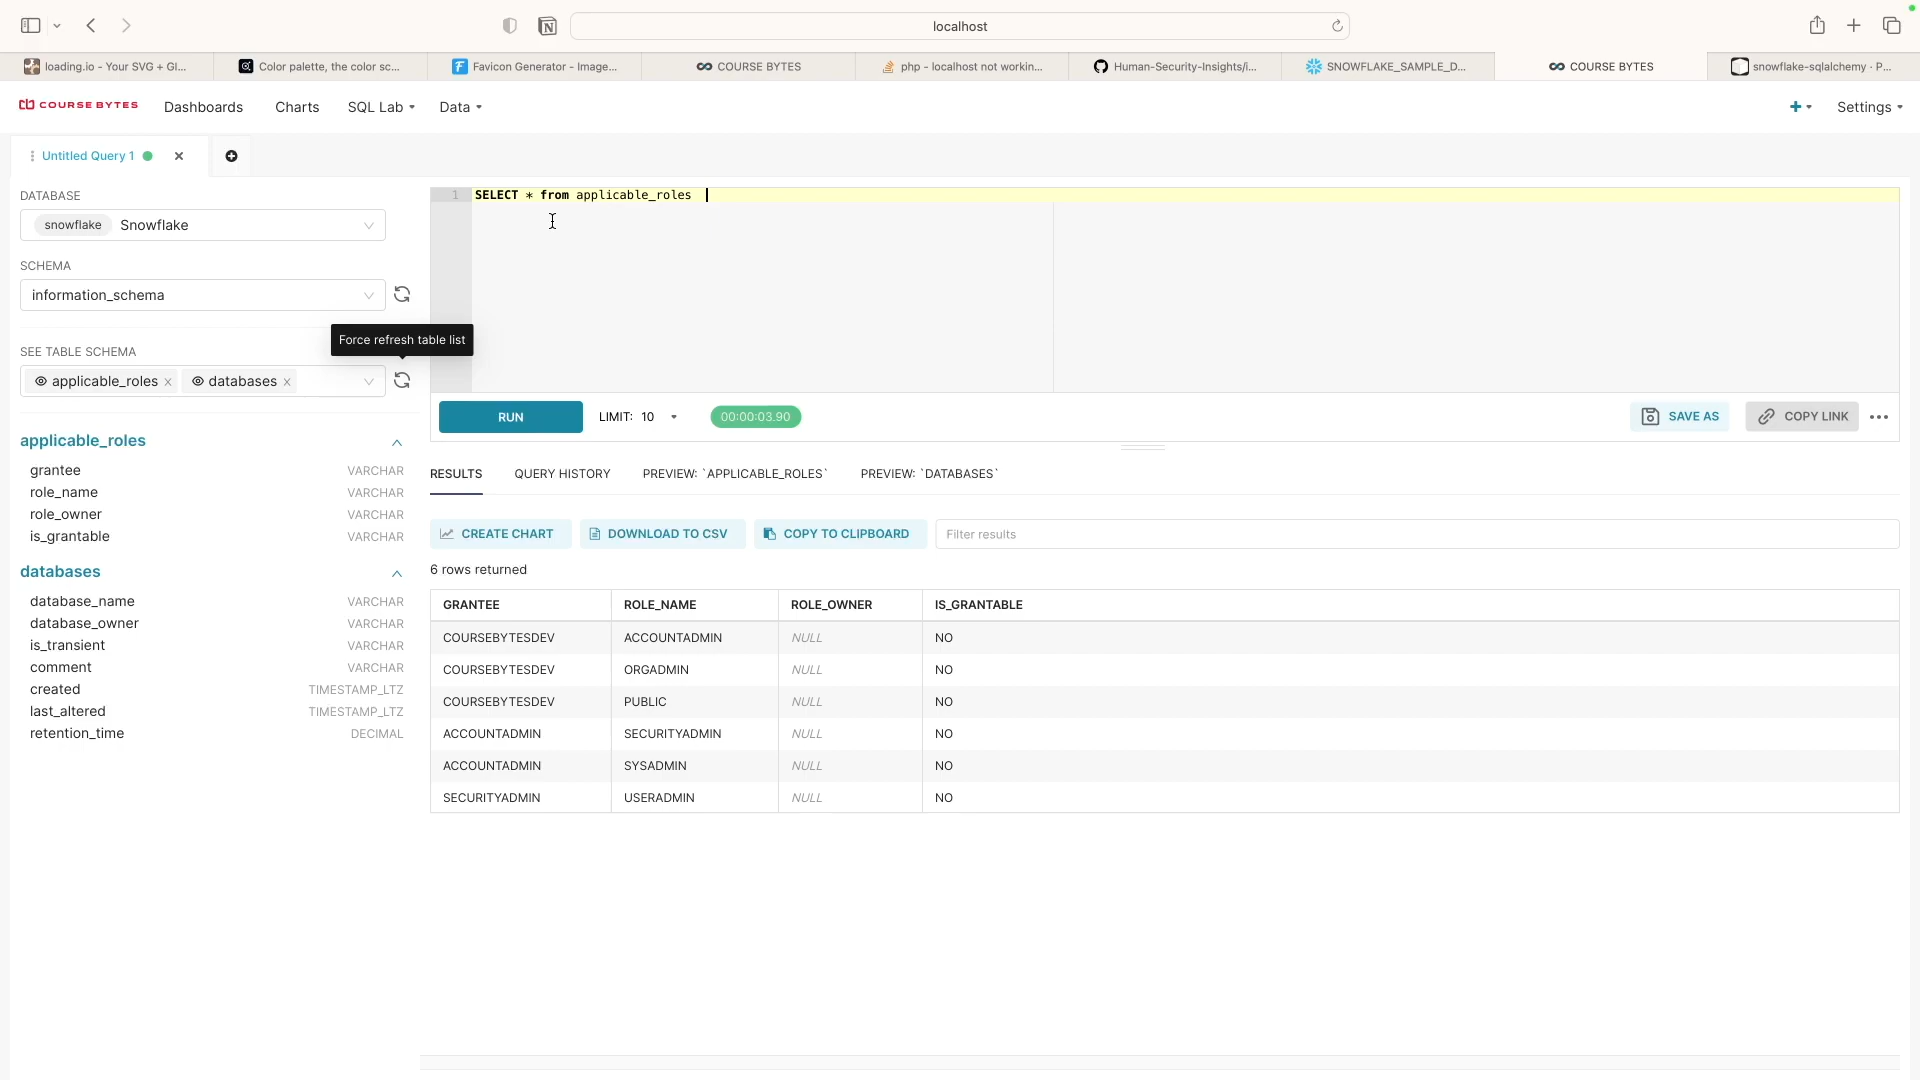 localhost
loading.io - Your SVG + GI...
Color palette, the color sc...
Favicon Generator - Image...
COURSE BYTES
php - localhost not workin...
Human-Security-Insights/i...
SNOWFLAKE_SAMPLE_D...
COURSE BYTES
snowflake-sqlalchemy · P...
COURSE BYTES
Dashboards
Charts
SQL Lab
Data
Settings
Untitled Query 1
DATABASE
snowflake Snowflake
SCHEMA
information_schema
Force refresh table list
SEE TABLE SCHEMA
applicable_roles
databases
applicable_roles
grantee VARCHAR
role_name VARCHAR
role_owner VARCHAR
is_grantable VARCHAR
databases
database_name VARCHAR
database_owner VARCHAR
is_transient VARCHAR
comment VARCHAR
created TIMESTAMP_LTZ
last_altered TIMESTAMP_LTZ
retention_time DECIMAL
1 SELECT * from applicable_roles
RUN
LIMIT: 10
00:00:03.90
SAVE AS
COPY LINK
RESULTS
QUERY HISTORY
PREVIEW: `APPLICABLE_ROLES`
PREVIEW: `DATABASES`
CREATE CHART
DOWNLOAD TO CSV
COPY TO CLIPBOARD
Filter results
6 rows returned
GRANTEE ROLE_NAME ROLE_OWNER IS_GRANTABLE
COURSEBYTESDEV ACCOUNTADMIN NULL NO
COURSEBYTESDEV ORGADMIN NULL NO
COURSEBYTESDEV PUBLIC NULL NO
ACCOUNTADMIN SECURITYADMIN NULL NO
ACCOUNTADMIN SYSADMIN NULL NO
SECURITYADMIN USERADMIN NULL NO